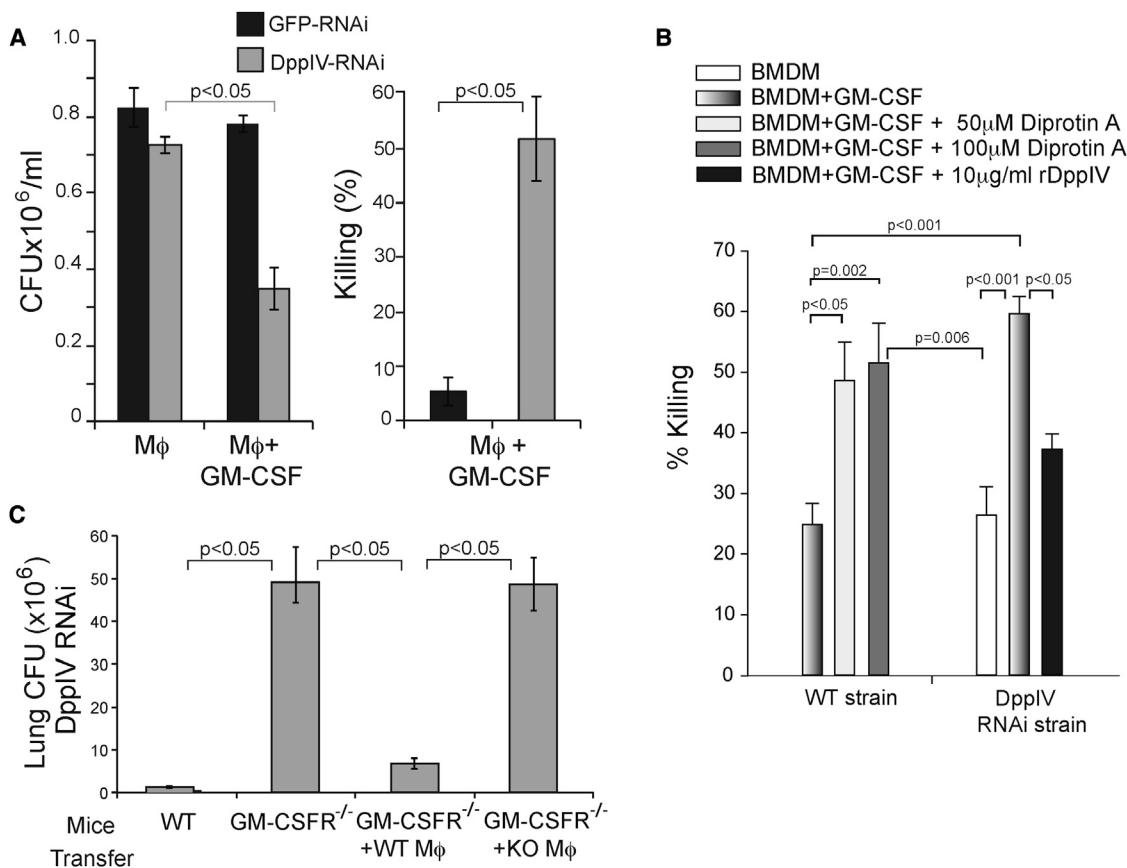 A
GFP-RNAi
DppIV-RNAi
1.0
0.8
0.6
0.4
0.2
0
CFUx10⁶/ml
p<0.05
Mϕ
Mϕ+
GM-CSF
60
50
40
30
20
10
0
Killing (%)
p<0.05
Mϕ +
GM-CSF
B
BMDM
BMDM+GM-CSF
BMDM+GM-CSF + 50μM Diprotin A
BMDM+GM-CSF + 100μM Diprotin A
BMDM+GM-CSF + 10μg/ml rDppIV
70
60
50
40
30
20
10
0
% Killing
p<0.001
p=0.002
p<0.05
p=0.006
p<0.001
p<0.05
WT strain
DppIV
RNAi strain
C
60
50
40
30
20
10
0
Lung CFU (x10⁶)
DppIV RNAi
p<0.05
p<0.05
p<0.05
Mice WT GM-CSFR⁻/⁻ GM-CSFR⁻/⁻ GM-CSFR⁻/⁻
Transfer +WT Mϕ +KO Mϕ